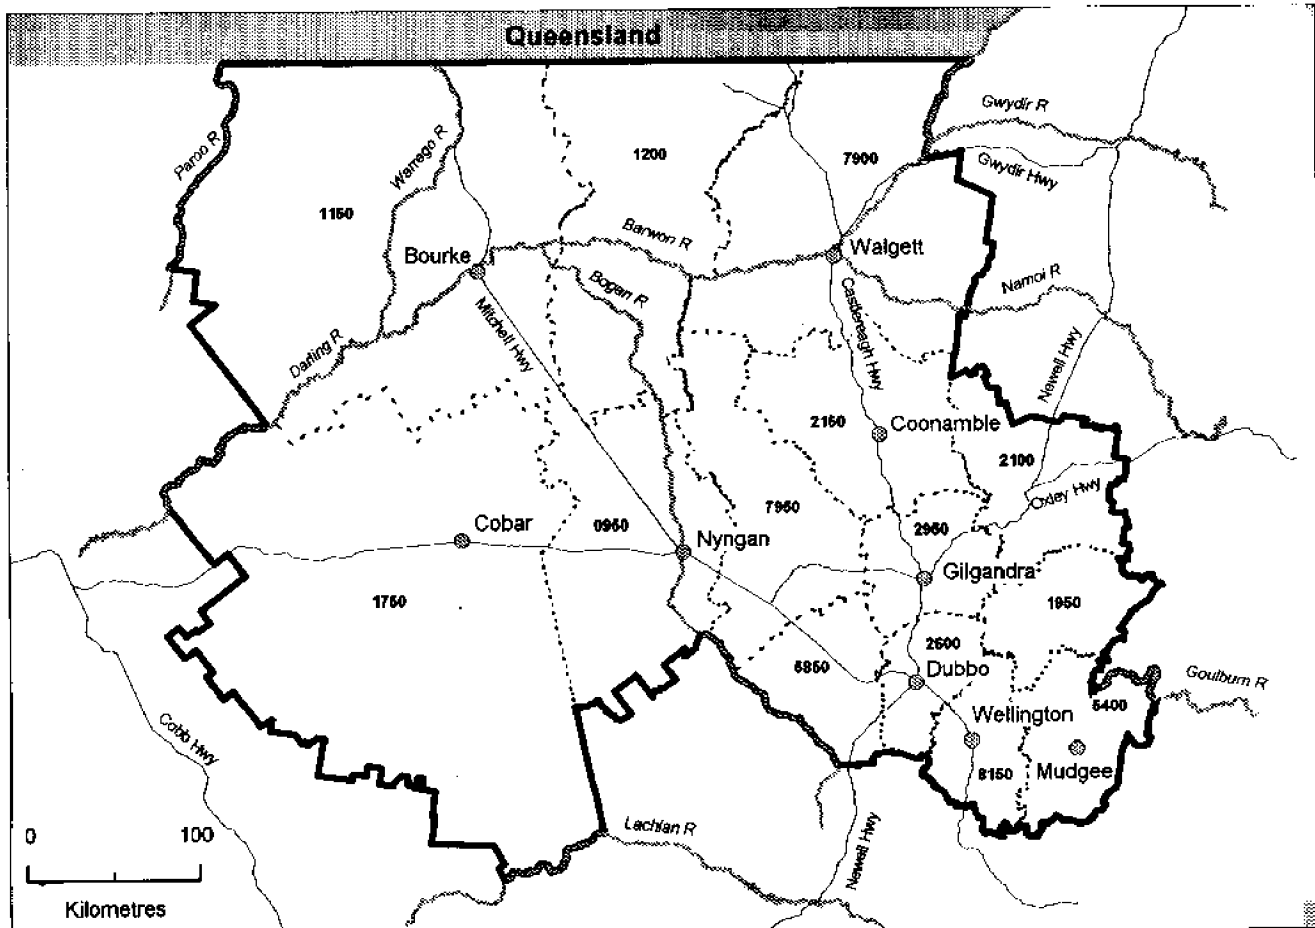 Queensland
Gwydir R
Paroo R
Warrego R
1200
7900
Gwydir Hwy
1150
Barwon R
Bourke
Walgett
Bogan R
Namoi R
Mitchell Hwy
Castlereagh Hwy
Darling R
Newell Hwy
2150
Coonamble
2100
Oxley Hwy
7950
2950
Cobar
0950
Nyngan
Gilgandra
1750
1950
2600
5850
Dubbo
Goulburn R
5400
Wellington
Cobb Hwy
8150
Mudgee
0
100
Lachlan R
Newell Hwy
Kilometres